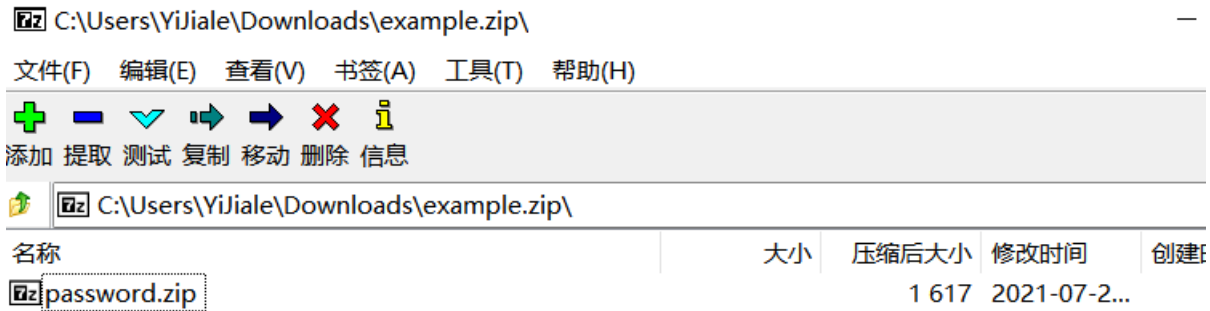 C:\Users\YiJiale\Downloads\example.zip\
文件(F) 编辑(E) 查看(V) 书签(A) 工具(T) 帮助(H)
添加 提取 测试 复制 移动 删除 信息
C:\Users\YiJiale\Downloads\example.zip\
名称 大小 压缩后大小 修改时间 创建
password.zip 1 617 2021-07-2...